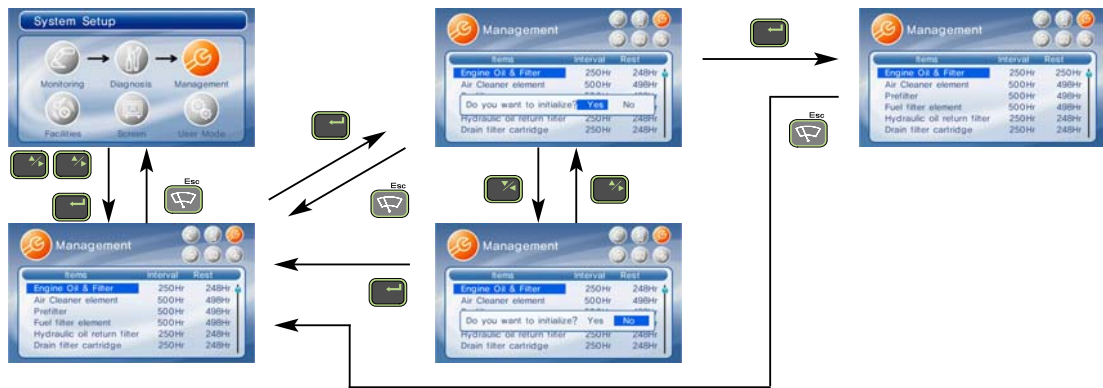 System Setup
Monitoring Diagnosis Management
Facilities Screen User Mode
Esc
Management
Items Interval Rest
Engine Oil & Filter 250Hr 248Hr
Air Cleaner element 500Hr 498Hr
Prefilter 500Hr 498Hr
Fuel filter element 500Hr 498Hr
Hydraulic oil return filter 250Hr 248Hr
Drain filter cartridge 250Hr 248Hr
Esc
Management
Items Interval Rest
Engine Oil & Filter 250Hr 248Hr
Air Cleaner element 500Hr 498Hr
Do you want to initialize? Yes No
Hydraulic oil return filter 250Hr 248Hr
Drain filter cartridge 250Hr 248Hr
Management
Items Interval Rest
Engine Oil & Filter 250Hr 248Hr
Air Cleaner element 500Hr 498Hr
Do you want to initialize? Yes No
Hydraulic oil return filter 250Hr 248Hr
Drain filter cartridge 250Hr 248Hr
Management
Items Interval Rest
Engine Oil & Filter 250Hr 250Hr
Air Cleaner element 500Hr 498Hr
Prefilter 500Hr 498Hr
Fuel filter element 500Hr 498Hr
Hydraulic oil return filter 250Hr 248Hr
Drain filter cartridge 250Hr 248Hr
Esc